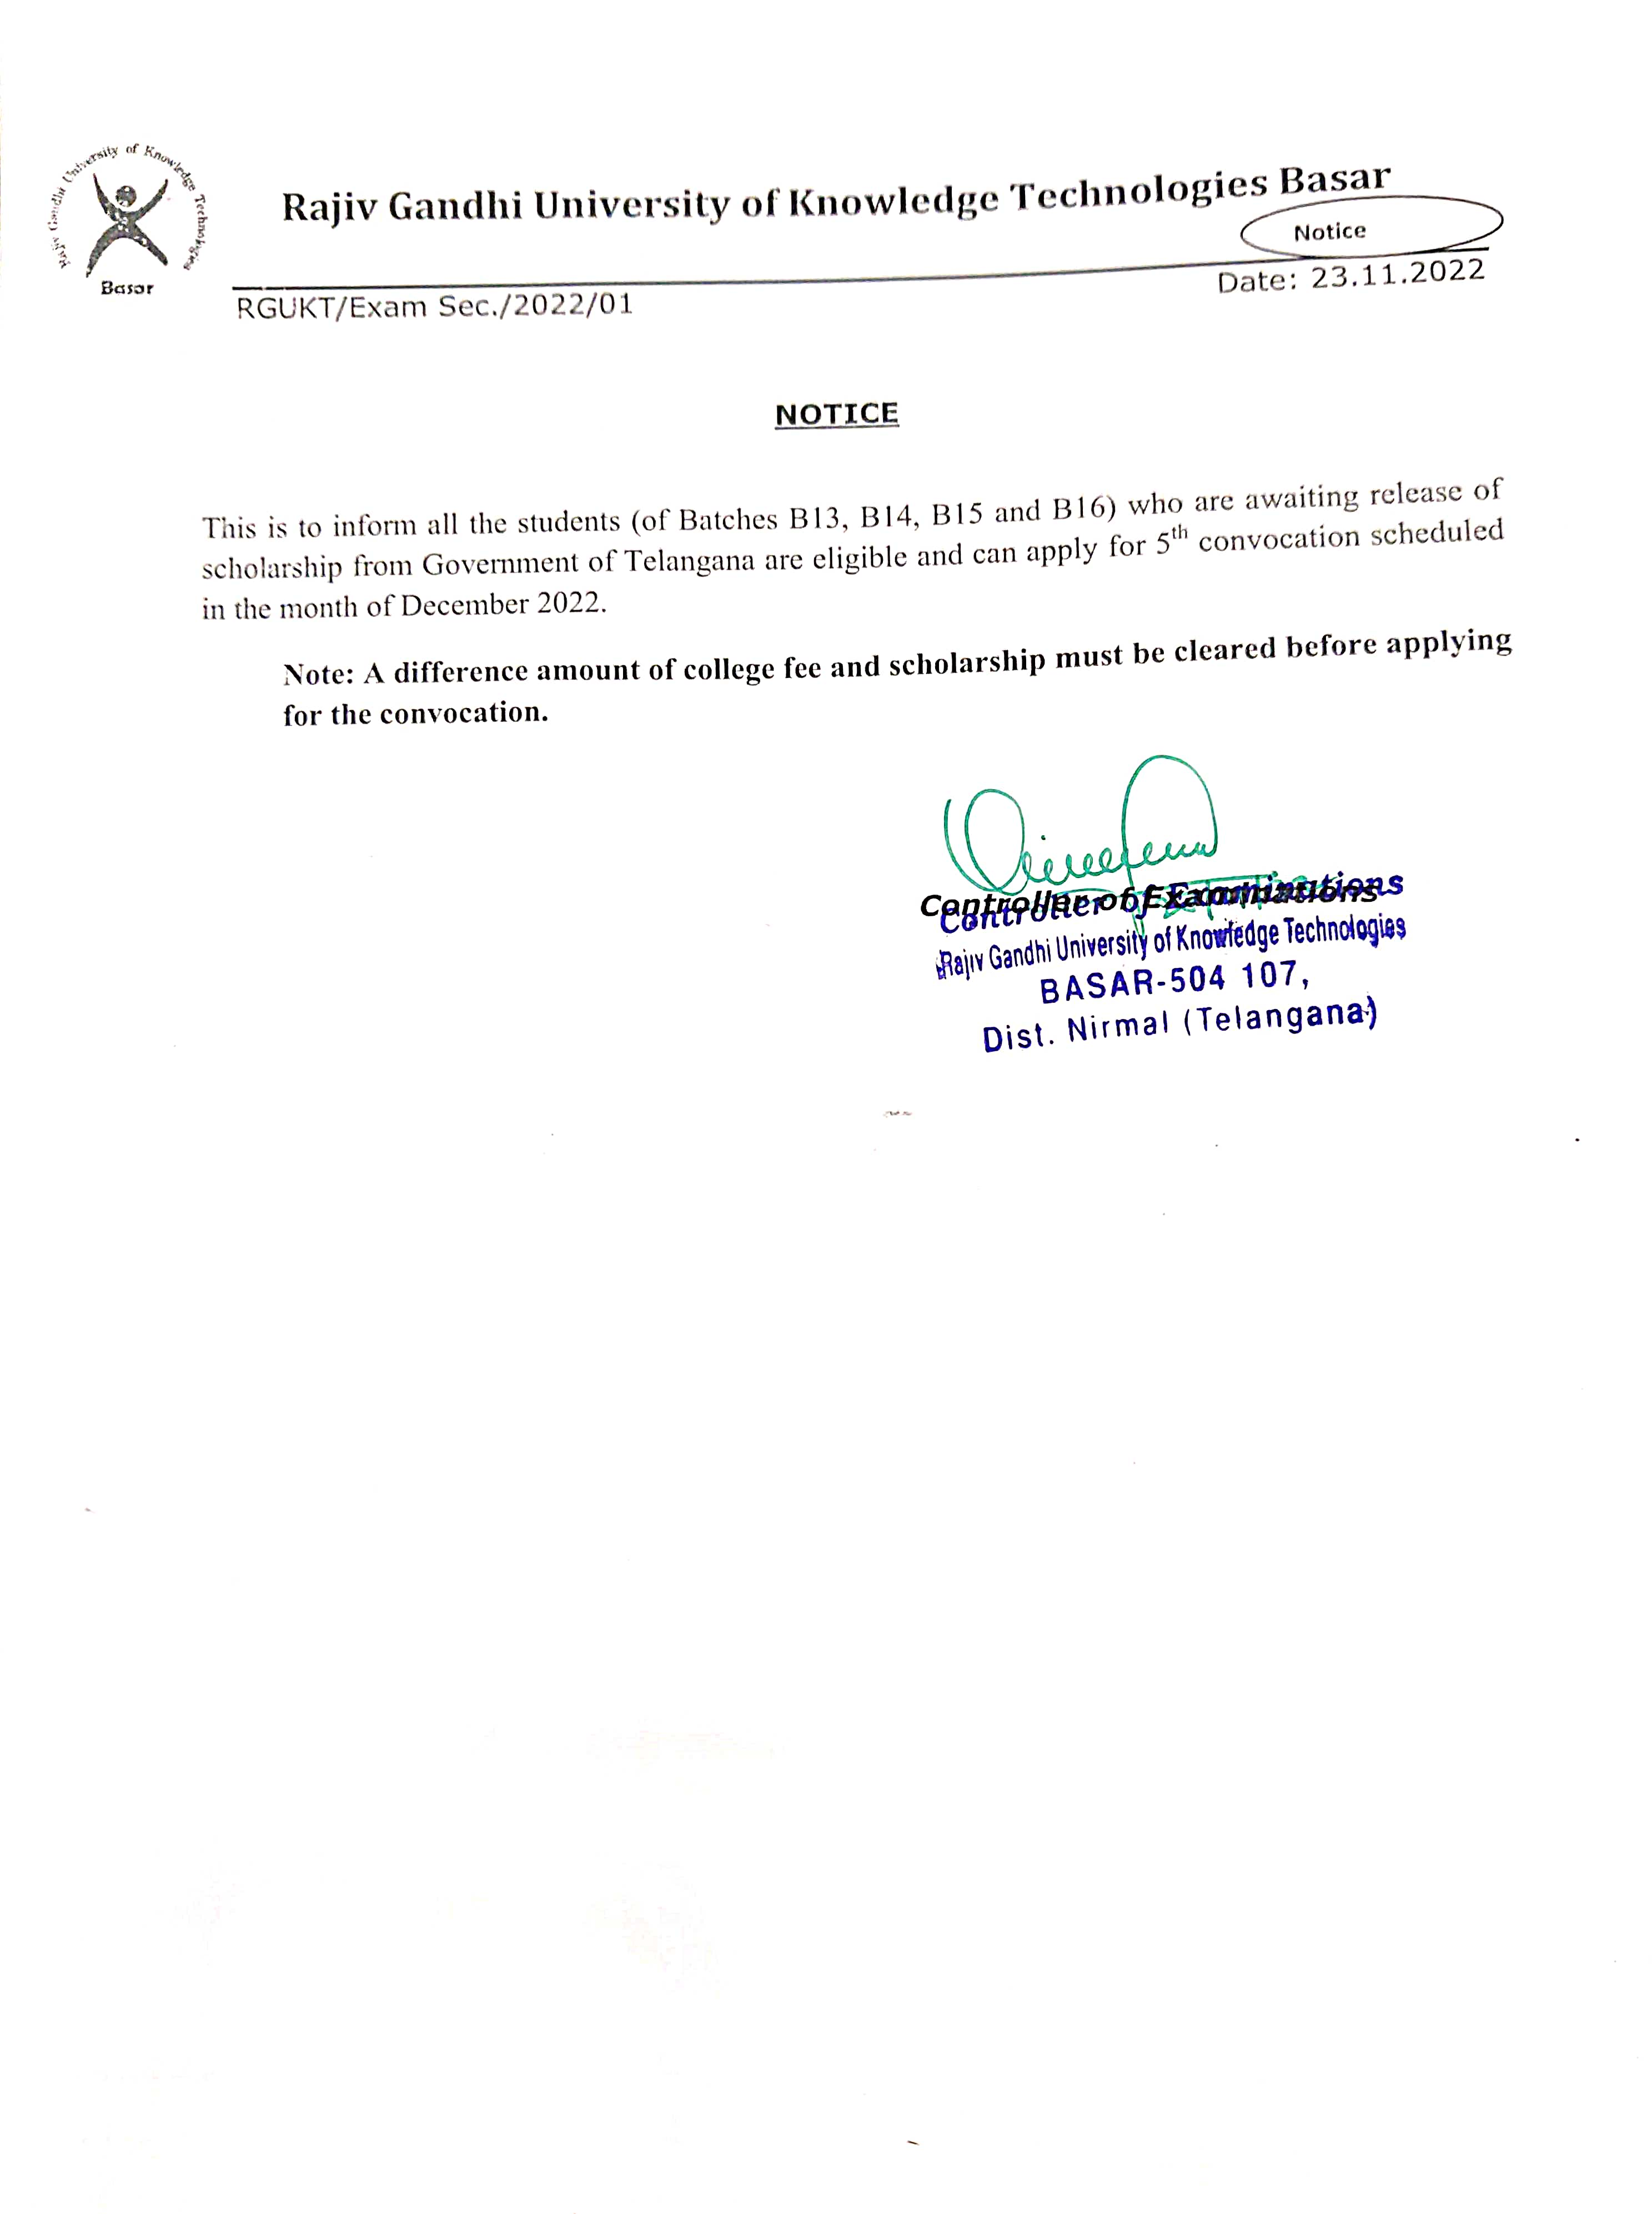 Rajiv Gandhi University of Knowledge Technologies
Basar
Rajiv Gandhi University of Knowledge Technologies Basar
Notice
RGUKT/Exam Sec./2022/01
Date: 23.11.2022
NOTICE
This is to inform all the students (of Batches B13, B14, B15 and B16) who are awaiting release of
scholarship from Government of Telangana are eligible and can apply for 5th convocation scheduled
in the month of December 2022.
Note: A difference amount of college fee and scholarship must be cleared before applying
for the convocation.
Controller of Examinations
Controller of Examinations
Rajiv Gandhi University of Knowledge Technologies
BASAR-504 107,
Dist. Nirmal (Telangana)